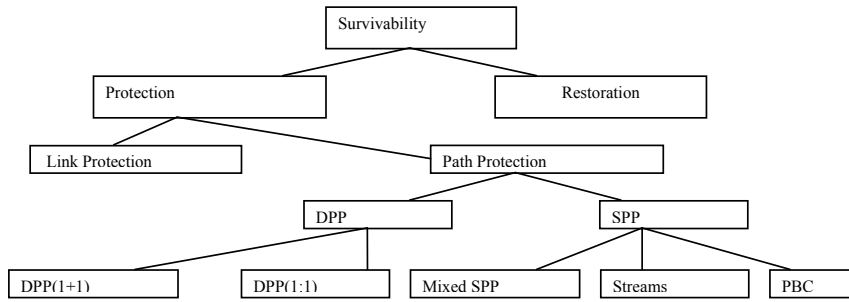 Survivability
Protection
Restoration
Link Protection
Path Protection
DPP
SPP
DPP(1+1)
DPP(1:1)
Mixed SPP
Streams
PBC